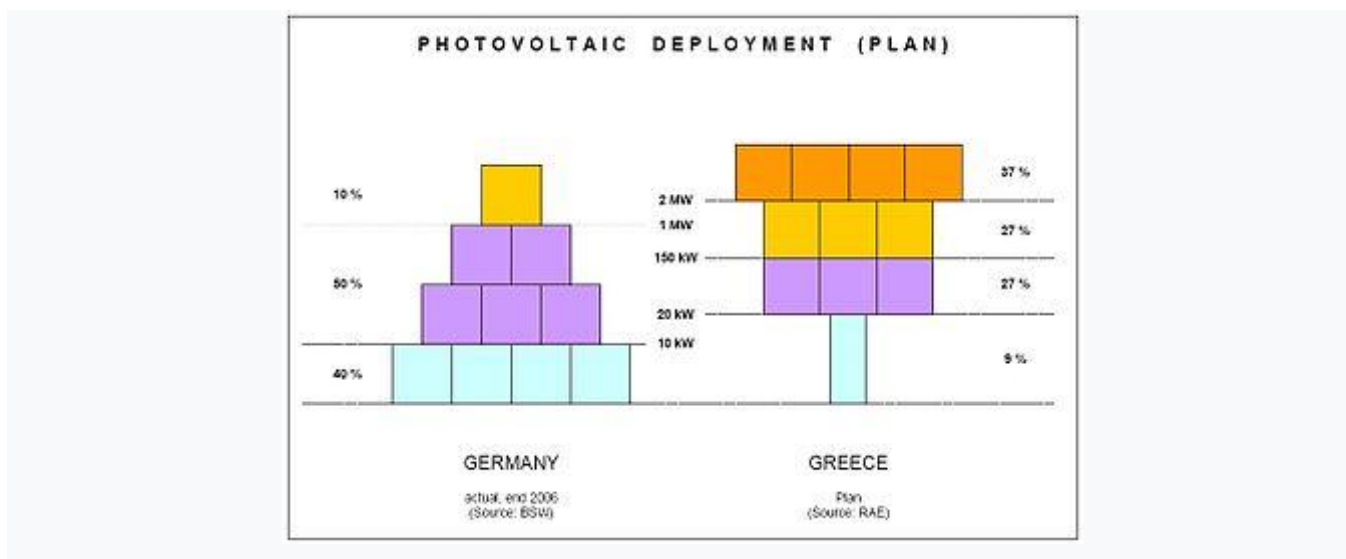 PHOTOVOLTAIC DEPLOYMENT (PLAN)
10 %
50 %
40 %
2 MW
1 MW
150 kW
20 kW
10 kW
37 %
27 %
27 %
9 %
GERMANY
actual, end 2006
(Source: BSW)
GREECE
Plan
(Source: RAE)